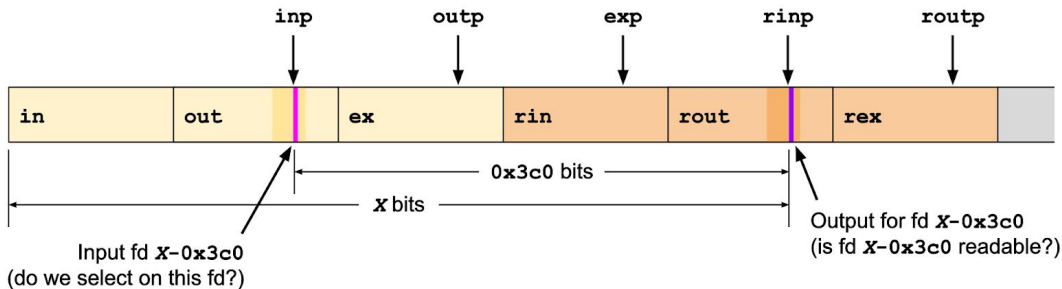 inp outp exp rinp routp
in out ex rin rout rex
0x3c0 bits
X bits
Input fd X-0x3c0
(do we select on this fd?)
Output for fd X-0x3c0
(is fd X-0x3c0 readable?)